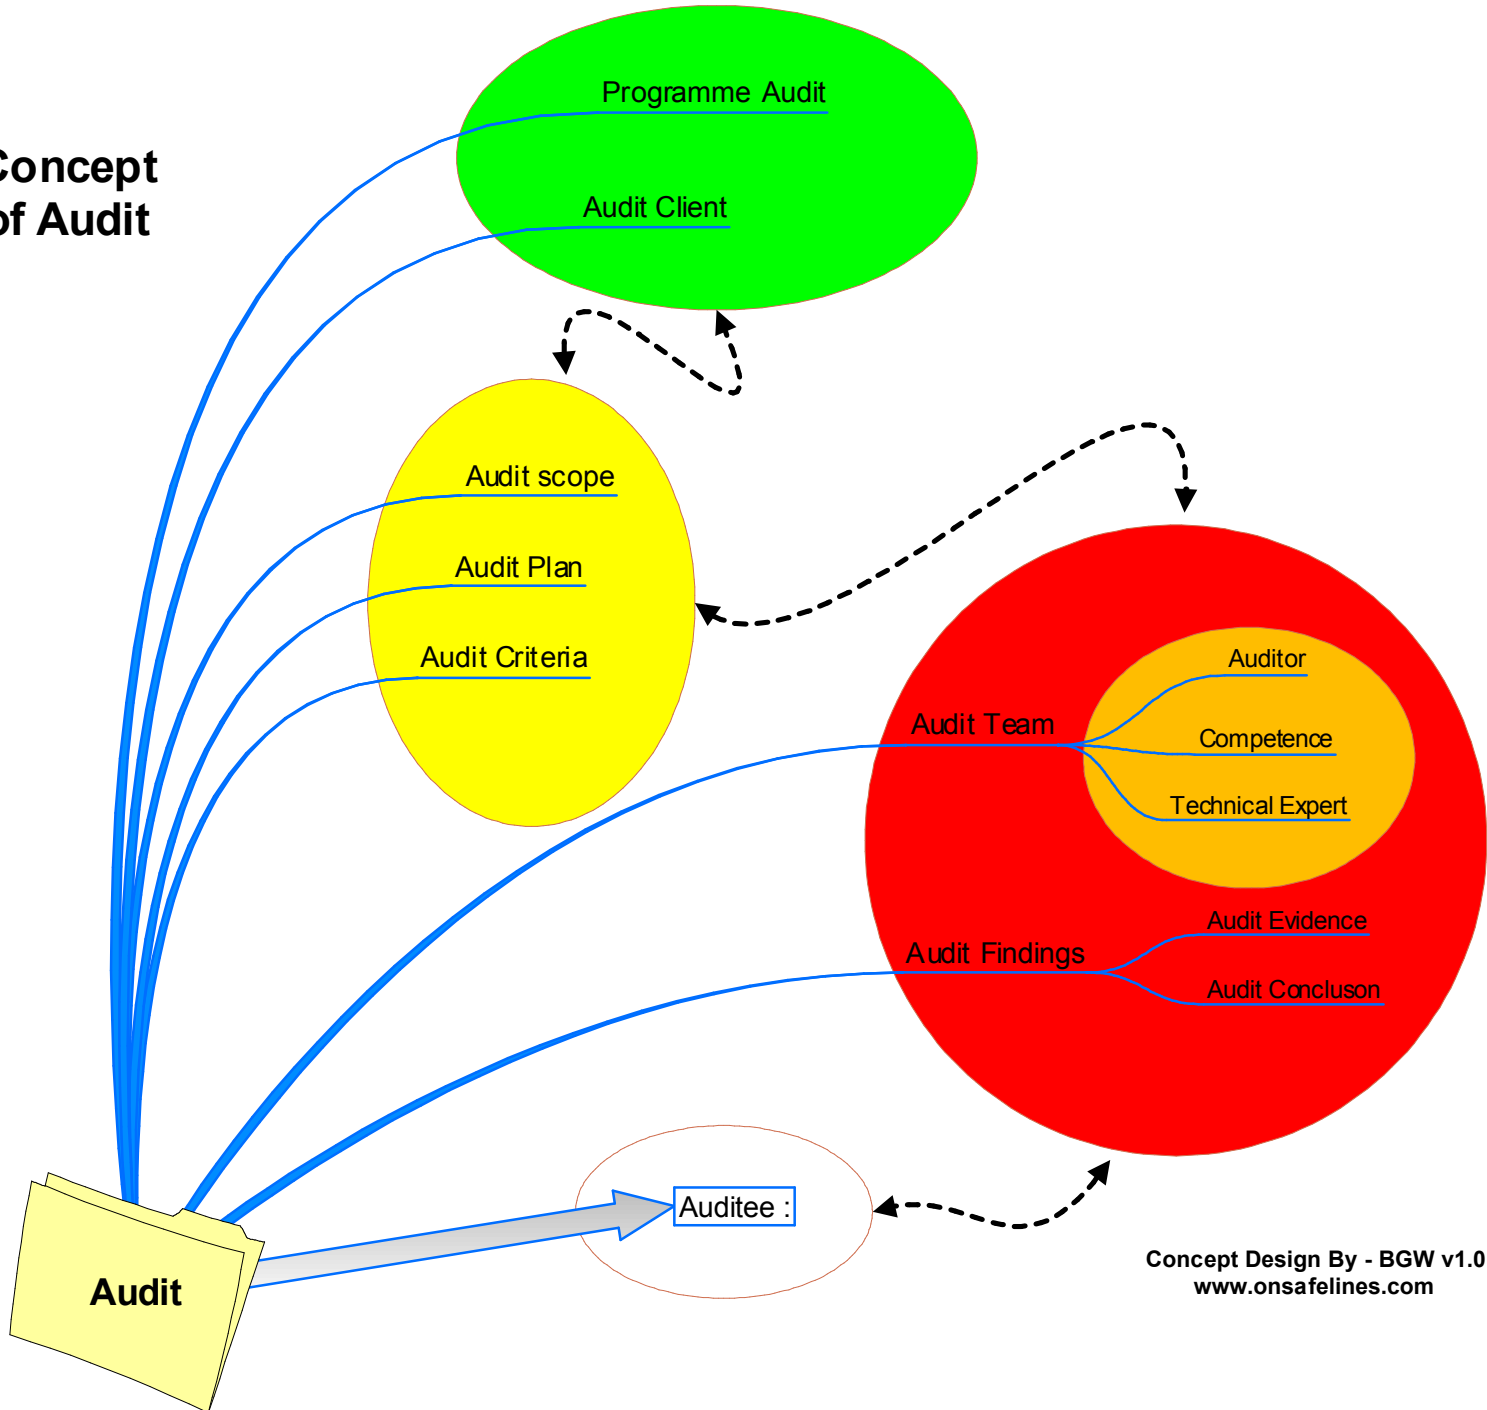 Concept
of Audit
Programme Audit
Audit Client
Audit scope
Audit Plan
Audit Criteria
Audit Team
Auditor
Competence
Technical Expert
Audit Findings
Audit Evidence
Audit Concluson
Auditee :
Audit
Concept Design By - BGW v1.0
www.onsafelines.com